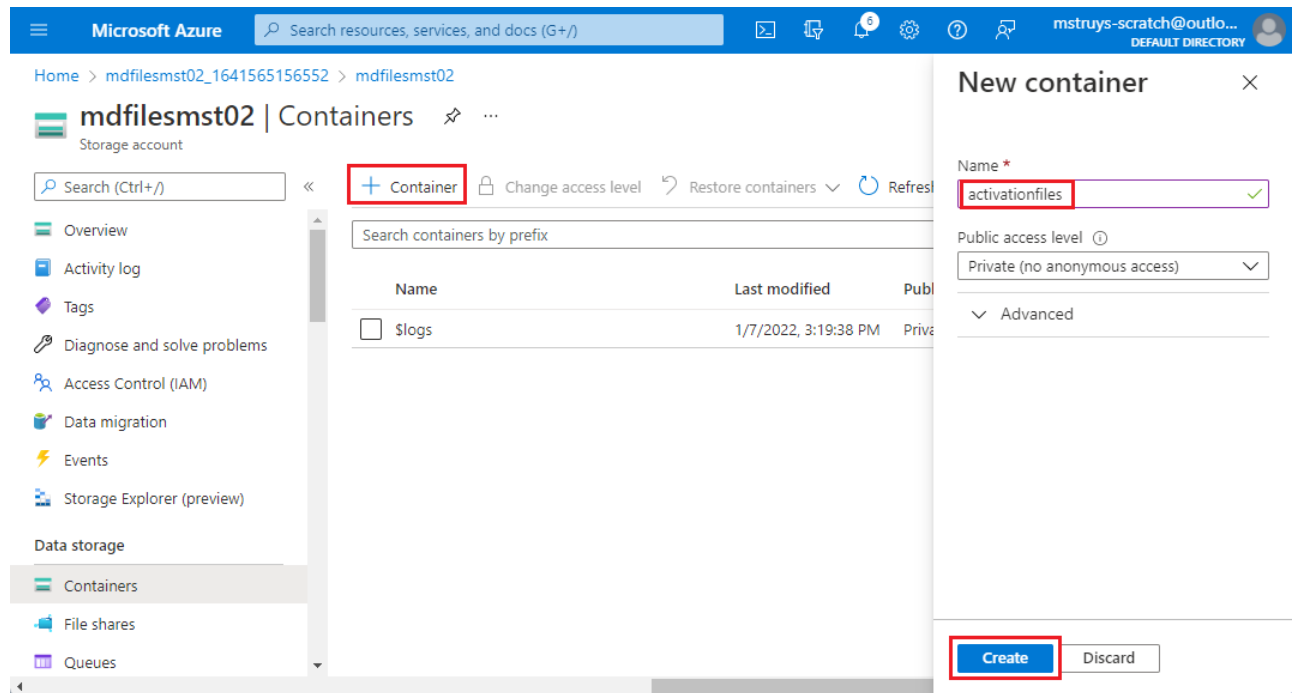 Microsoft Azure
Search resources, services, and docs (G+/)
6
mstruys-scratch@outlo...
DEFAULT DIRECTORY
Home > mdfilesmst02_1641565156552 > mdfilesmst02
mdfilesmst02 | Containers ...
Storage account
Search (Ctrl+/)
Overview
Activity log
Tags
Diagnose and solve problems
Access Control (IAM)
Data migration
Events
Storage Explorer (preview)
Data storage
Containers
File shares
Queues
+ Container Change access level Restore containers Refresh
Search containers by prefix
Name Last modified Publ
$logs 1/7/2022, 3:19:38 PM Priva
New container
Name *
activationfiles
Public access level
Private (no anonymous access)
Advanced
Create Discard